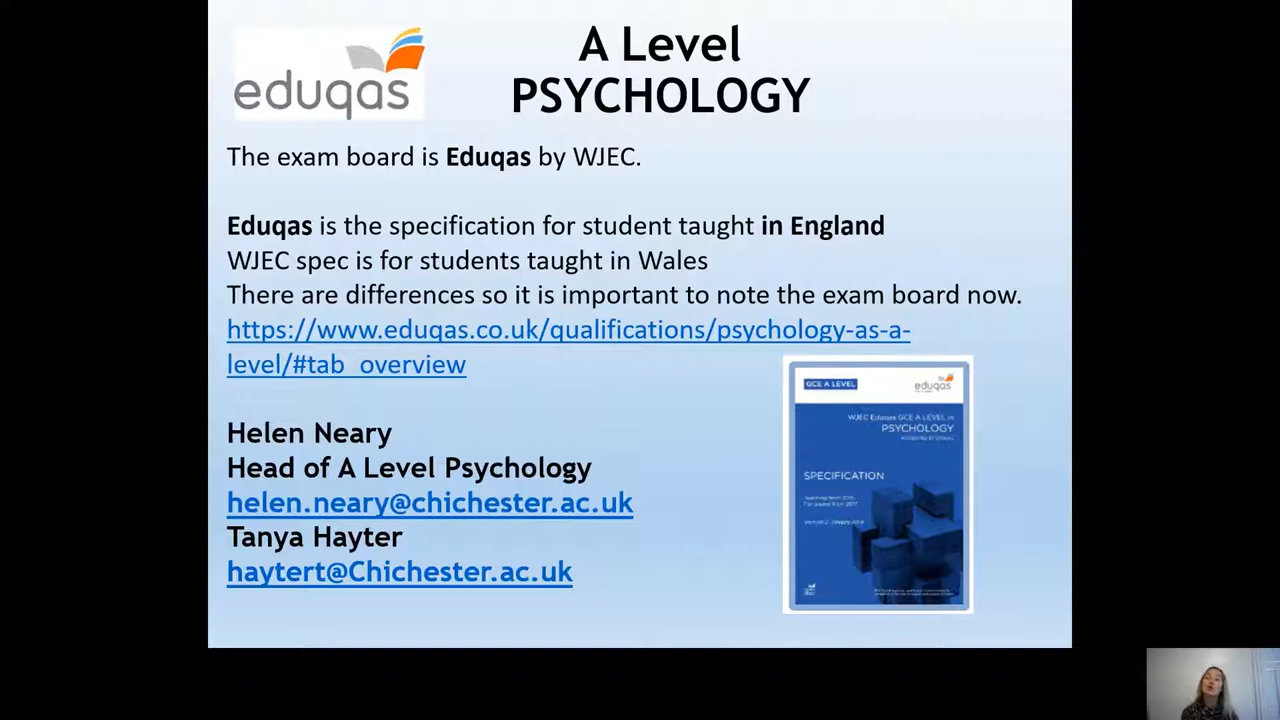 eduqas
A Level
PSYCHOLOGY
The exam board is Eduqas by WJEC.
Eduqas is the specification for student taught in England
WJEC spec is for students taught in Wales
There are differences so it is important to note the exam board now.
https://www.eduqas.co.uk/qualifications/psychology-as-a-
level/#tab_overview
Helen Neary
Head of A Level Psychology
helen.neary@chichester.ac.uk
Tanya Hayter
haytert@Chichester.ac.uk
GCE A LEVEL
eduqas
WJEC Eduqas GCE A LEVEL in
PSYCHOLOGY
SPECIFICATION